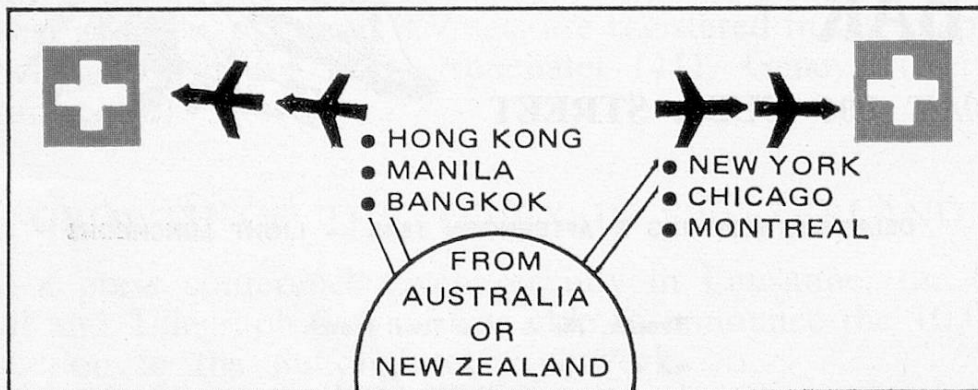 • HONG KONG
• MANILA
• BANGKOK
• NEW YORK
• CHICAGO
• MONTREAL
FROM
AUSTRALIA
OR
NEW ZEALAND